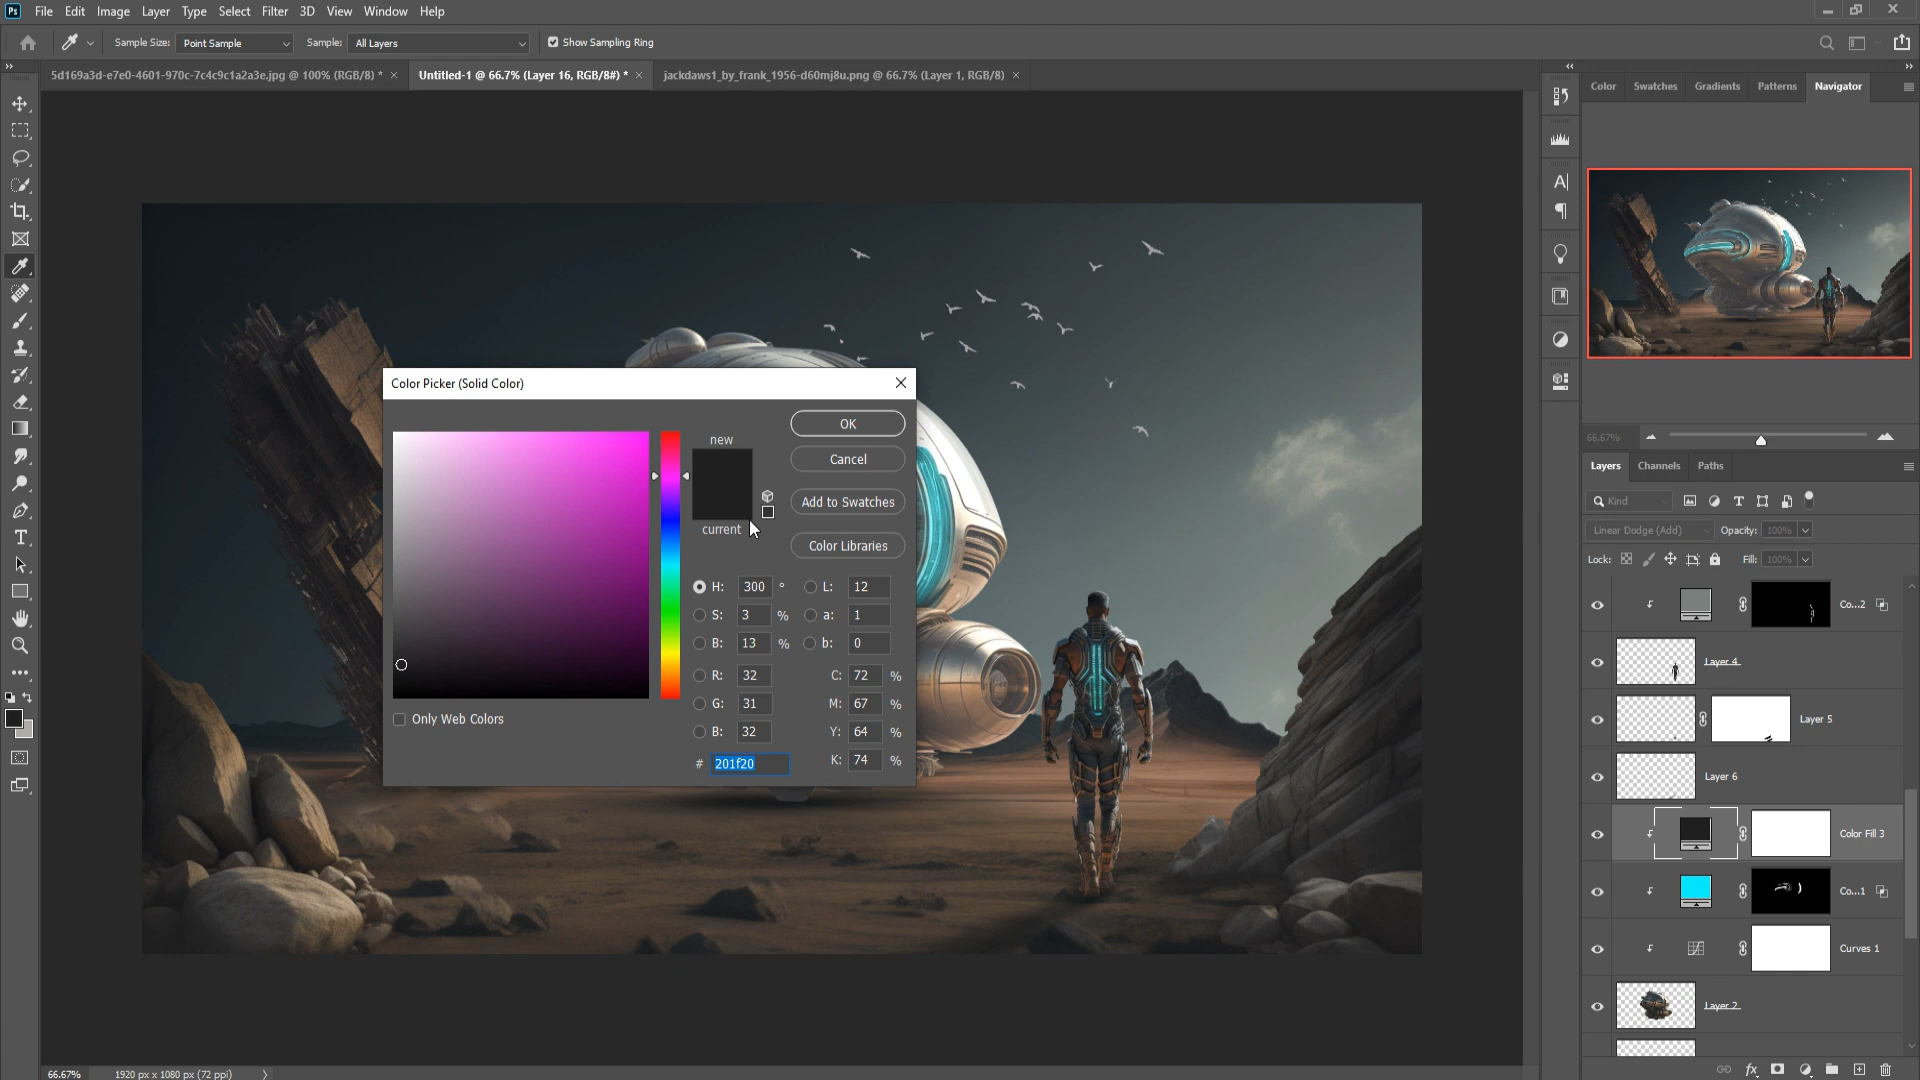 Ps File Edit Image Layer Type Select Filter 3D View Window Help
Sample Size: Point Sample Sample: All Layers Show Sampling Ring
5d169a3d-e7e0-4601-970c-7c4c9c1a2a3e.jpg @ 100% (RGB/8) * × Untitled-1 @ 66.7% (Layer 16, RGB/8#) * × jackdaws1_by_frank_1956-d60mj8u.png @ 66.7% (Layer 1, RGB/8) ×
Color Swatches Gradients Patterns Navigator
Color Picker (Solid Color)
new
current
OK
Cancel
Add to Swatches
Color Libraries
H: 300 ° L: 12
S: 3 % a: 1
B: 13 % b: 0
R: 32 C: 72 %
G: 31 M: 67 %
B: 32 Y: 64 %
# 201f20 K: 74 %
Only Web Colors
66.67%
Layers Channels Paths
Kind
Linear Dodge (Add) Opacity: 100%
Lock: Fill: 100%
Co...2
Layer 4
Layer 5
Layer 6
Color Fill 3
Co...1
Curves 1
Layer 2
fx
66.67% 1920 px x 1080 px (72 ppi)